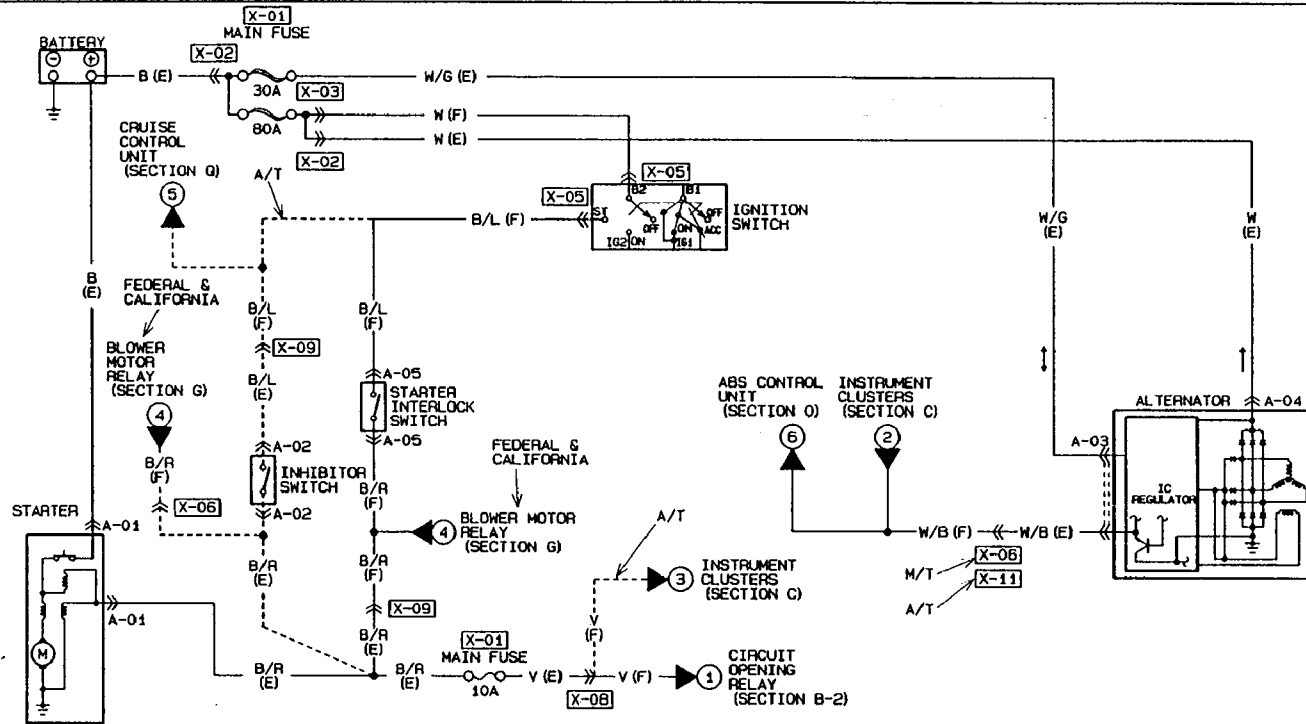 X-01
MAIN FUSE
BATTERY
X-02
B (E)
W/G (E)
30A
X-03
80A
W (F)
W (E)
X-02
CRUISE
CONTROL
UNIT
(SECTION Q)
A/T
5
X-05
X-05
B2
B1
ST
OFF
OFF
ON
ACC
IG2
ON
IG1
B/L (F)
IGNITION
SWITCH
W/G
(E)
W
(E)
B
(E)
FEDERAL &
CALIFORNIA
B/L
(F)
B/L
(F)
X-09
BLOWER
MOTOR
RELAY
(SECTION G)
B/L
(E)
A-05
STARTER
INTERLOCK
SWITCH
A-05
4
B/R
(F)
A-02
INHIBITOR
SWITCH
A-02
X-06
B/R
(F)
FEDERAL &
CALIFORNIA
4
BLOWER MOTOR
RELAY
(SECTION G)
ABS CONTROL
UNIT
(SECTION O)
INSTRUMENT
CLUSTERS
(SECTION C)
6
2
ALTERNATOR
A-04
A-03
IC
REGULATOR
W/B (F)
W/B (E)
M/T
X-06
X-11
A/T
STARTER
A-01
A-01
M
B/R
(E)
B/R
(F)
X-09
B/R
(E)
A/T
3
INSTRUMENT
CLUSTERS
(SECTION C)
V
(F)
B/R
(E)
B/R
(E)
X-01
MAIN FUSE
10A
V (E)
X-08
V (F)
1
CIRCUIT
OPENING
RELAY
(SECTION B-2)